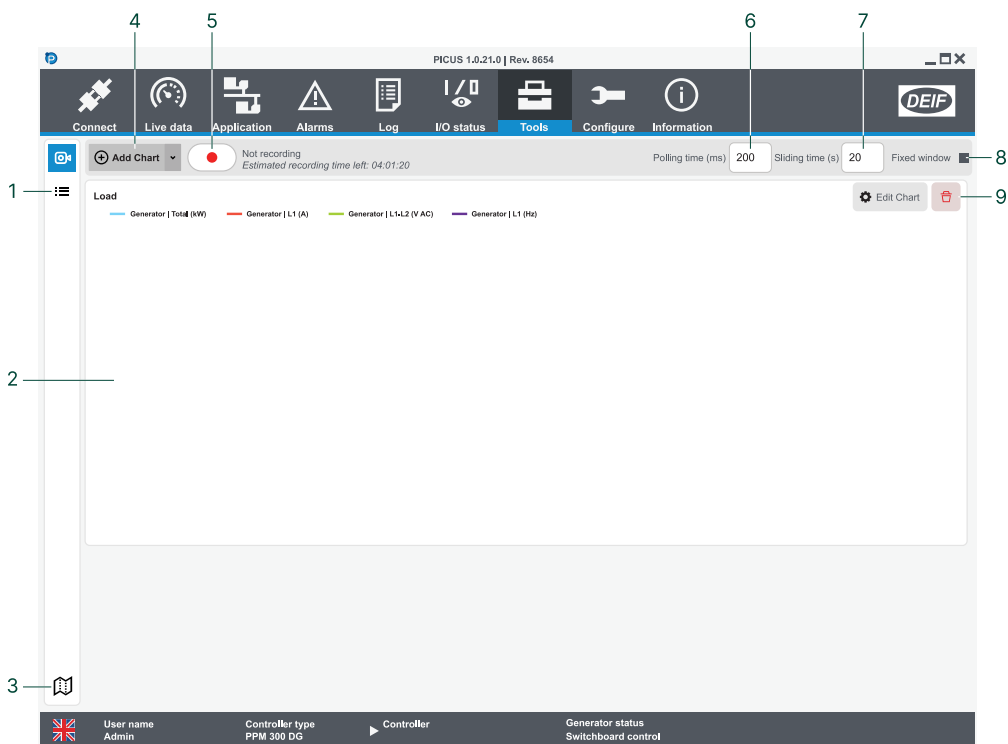 4 5 6 7
PICUS 1.0.21.0 | Rev. 8654
Connect Live data Application Alarms Log I/O status Tools Configure Information
DEIF
Add Chart
Not recording
Estimated recording time left: 04:01:20
Polling time (ms) 200 Sliding time (s) 20 Fixed window
8
1
Load
Edit Chart
9
Generator | Total (kW) Generator | L1 (A) Generator | L1-L2 (V AC) Generator | L1 (Hz)
2
3
User name Controller type Controller Generator status
Admin PPM 300 DG Switchboard control